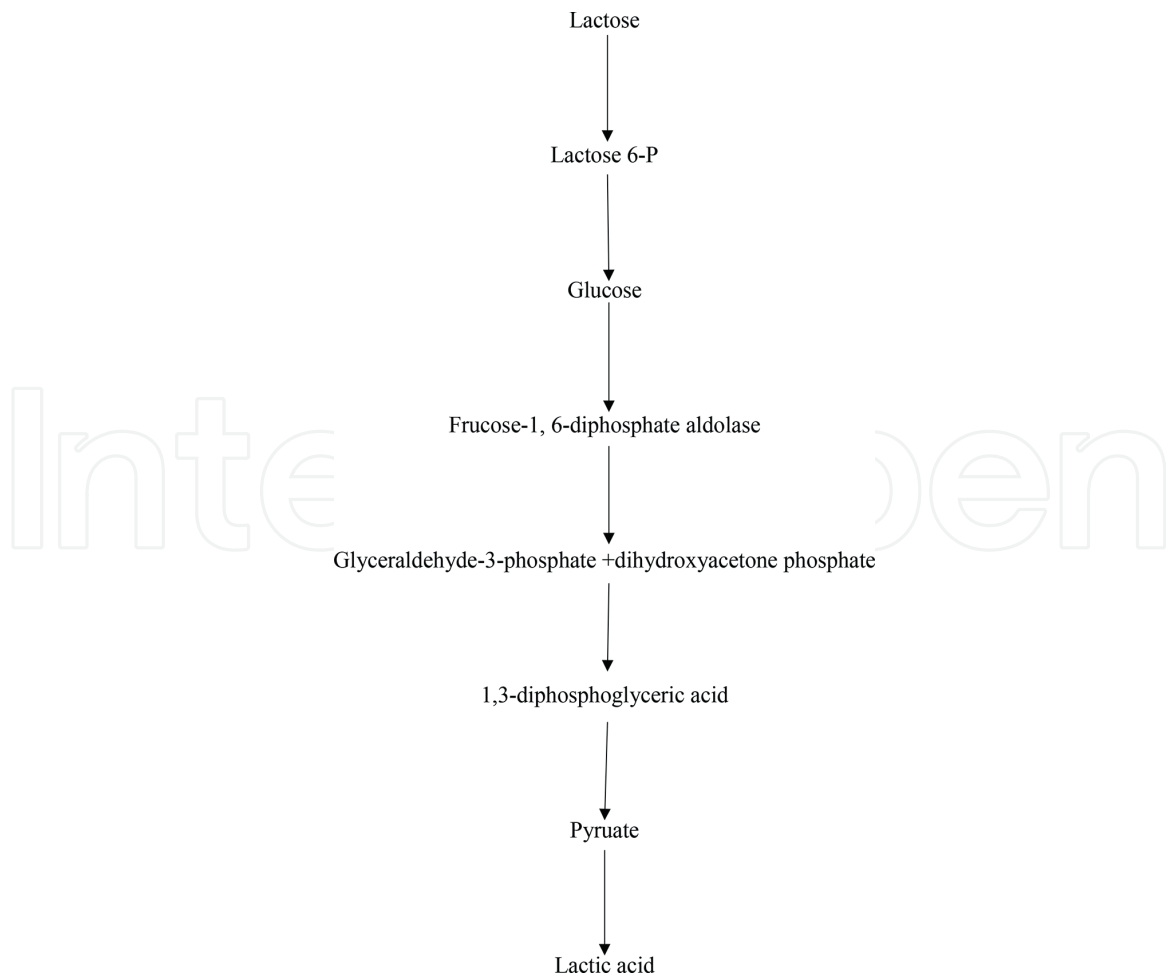 Lactose
Lactose 6-P
Glucose
Frucose-1, 6-diphosphate aldolase
Glyceraldehyde-3-phosphate +dihydroxyacetone phosphate
1,3-diphosphoglyceric acid
Pyruate
Lactic acid